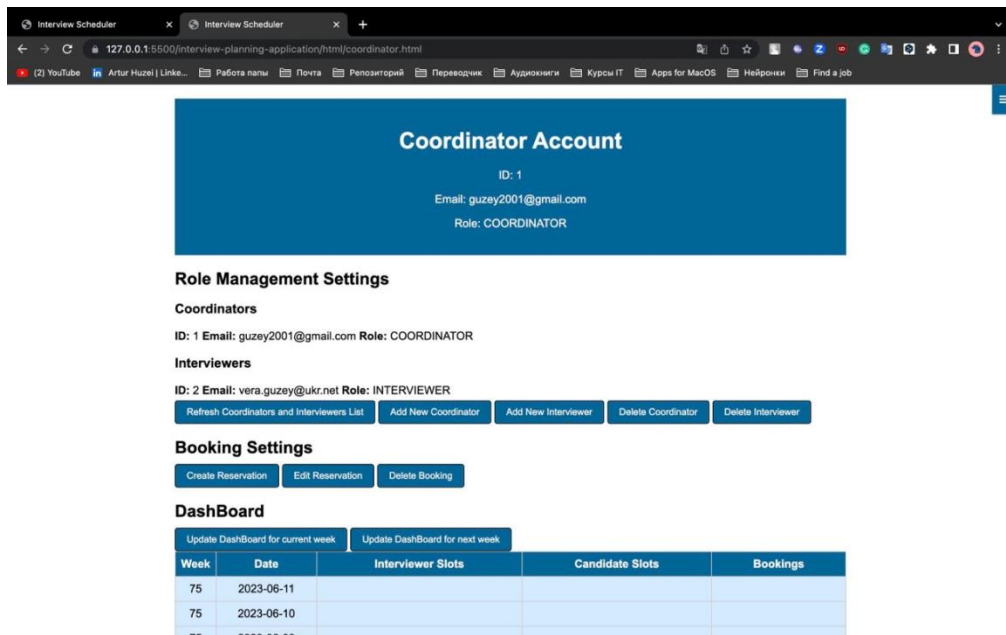 Interview Scheduler
Interview Scheduler
127.0.0.1:5500/interview-planning-application/html/coordinator.html
(2) YouTube Artur Huzei | Linke... Работа папы Почта Репозиторий Переводчик Аудиокниги Курсы IT Apps for MacOS Нейронки Find a job
Coordinator Account
ID: 1
Email: guzey2001@gmail.com
Role: COORDINATOR
Role Management Settings
Coordinators
ID: 1 Email: guzey2001@gmail.com Role: COORDINATOR
Interviewers
ID: 2 Email: vera.guzey@ukr.net Role: INTERVIEWER
Refresh Coordinators and Interviewers List Add New Coordinator Add New Interviewer Delete Coordinator Delete Interviewer
Booking Settings
Create Reservation Edit Reservation Delete Booking
DashBoard
Update DashBoard for current week Update DashBoard for next week
Week Date Interviewer Slots Candidate Slots Bookings
75 2023-06-11
75 2023-06-10